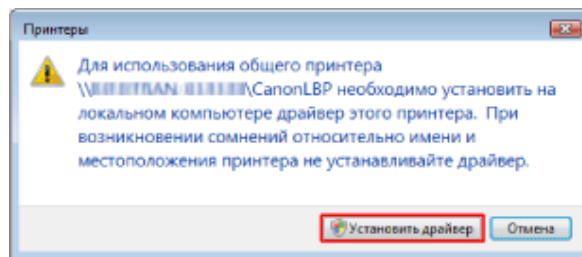 Принтеры
Для использования общего принтера
\CanonLBP необходимо установить на
локальном компьютере драйвер этого принтера. При
возникновении сомнений относительно имени и
местоположения принтера не устанавливайте драйвер.
Установить драйвер Отмена